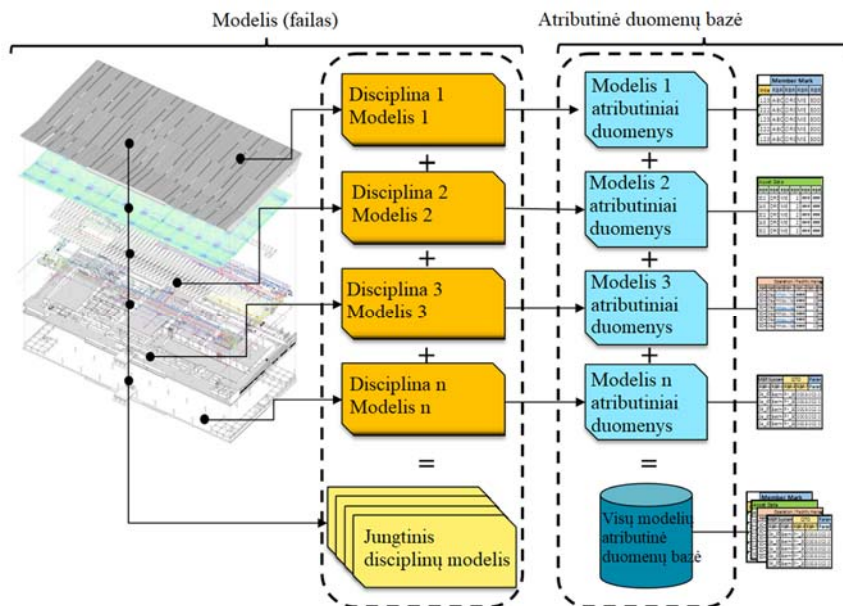 Modelis (failas)
Atributinė duomenų bazė
Disciplina 1
Modelis 1
Modelis 1
atributiniai
duomenys
Member Mark
+
+
Disciplina 2
Modelis 2
Modelis 2
atributiniai
duomenys
+
+
Disciplina 3
Modelis 3
Modelis 3
atributiniai
duomenys
+
+
Disciplina n
Modelis n
Modelis n
atributiniai
duomenys
=
=
Jungtinis
disciplinų modelis
Visų modelių
atributinė
duomenų bazė
Member Mark